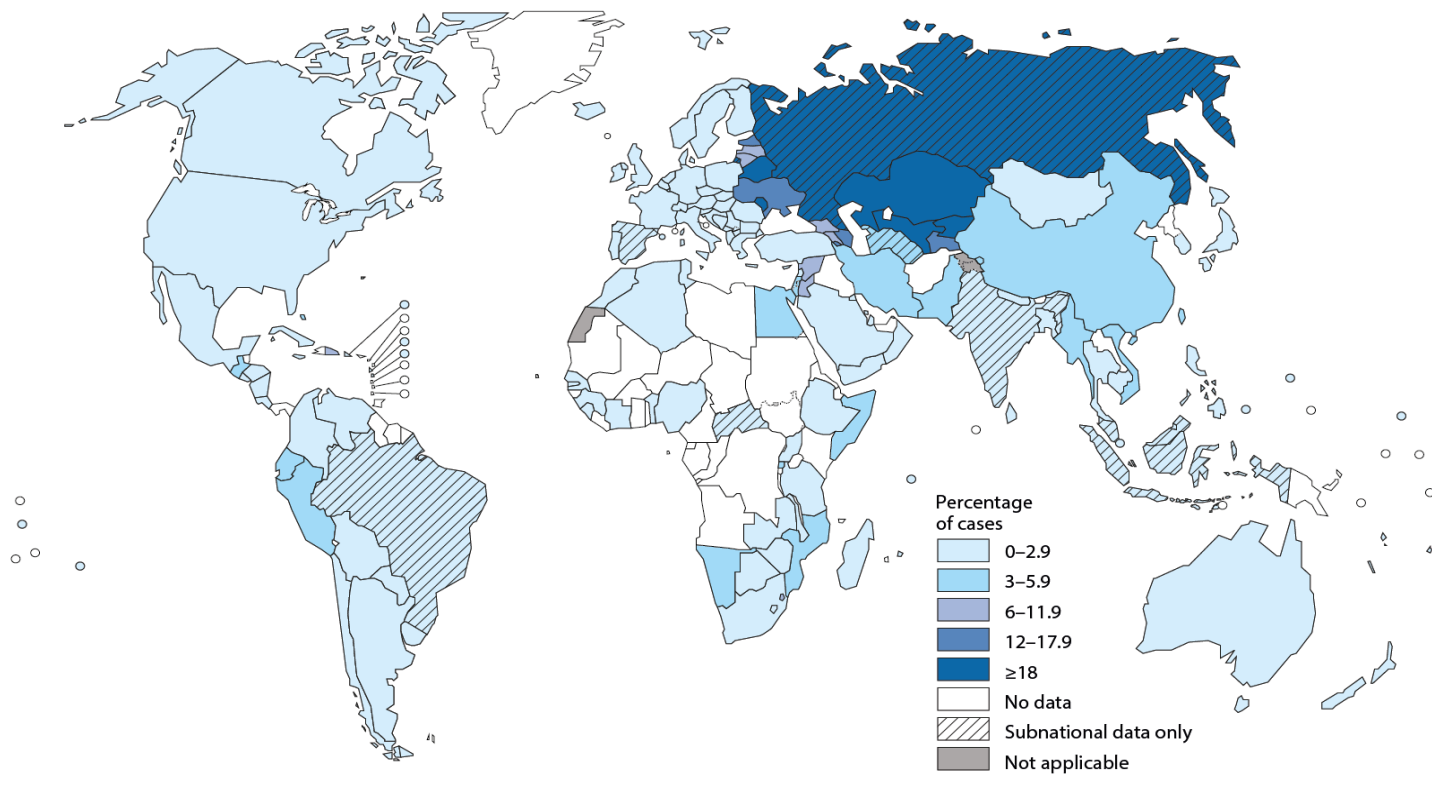 Percentage
of cases
0–2.9
3–5.9
6–11.9
12–17.9
≥18
No data
Subnational data only
Not applicable